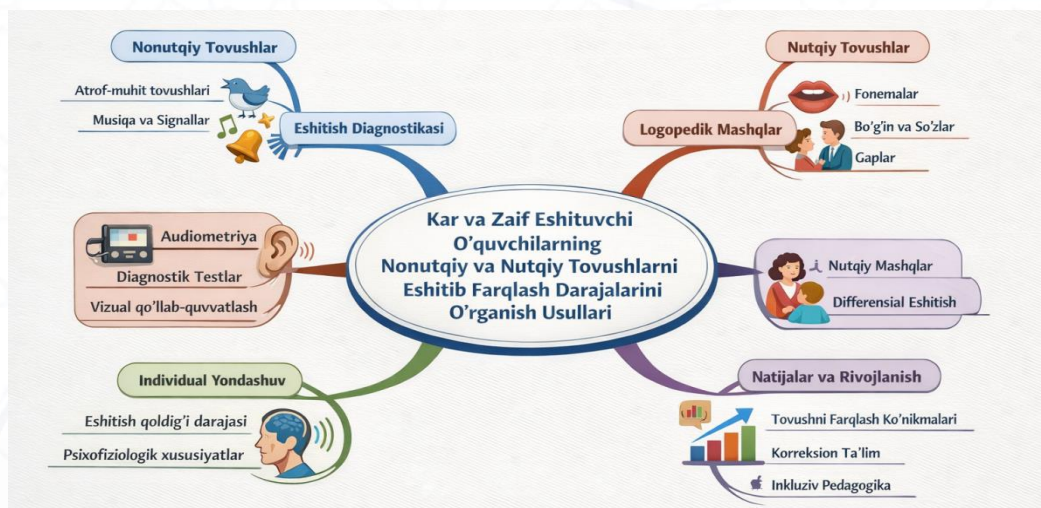 Nonutqiy Tovushlar
Atrof-muhit tovushlari
Musiqa va Signallar
Eshitish Diagnostikasi
Nutqiy Tovushlar
Fonemalar
Logopedik Mashqlar
Bo'g'in va So'zlar
Gaplar
Kar va Zaif Eshituvchi
O'quvchilarning
Nonutqiy va Nutqiy Tovushlarni
Eshitib Farqlash Darajalarini
O'rganish Usullari
Audiometriya
Diagnostik Testlar
Vizual qo'llab-quvvatlash
Nutqiy Mashqlar
Differensial Eshitish
Individual Yondashuv
Eshitish qoldig'i darajasi
Psixofiziologik xususiyatlar
Natijalar va Rivojlanish
Tovushni Farqlash Ko'nikmalari
Korreksion Ta'lim
Inkluziv Pedagogika